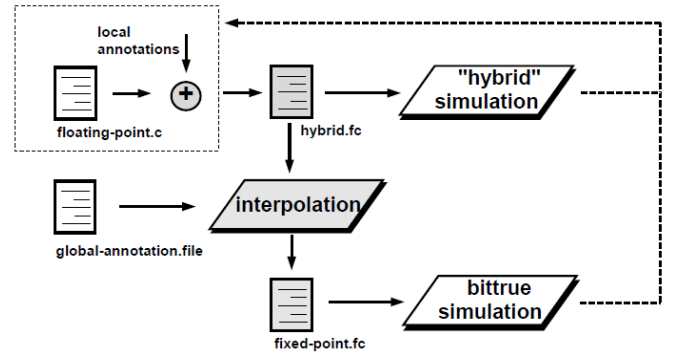 local
annotations
+
floating-point.c
hybrid.fc
"hybrid"
simulation
interpolation
global-annotation.file
fixed-point.fc
bittrue
simulation